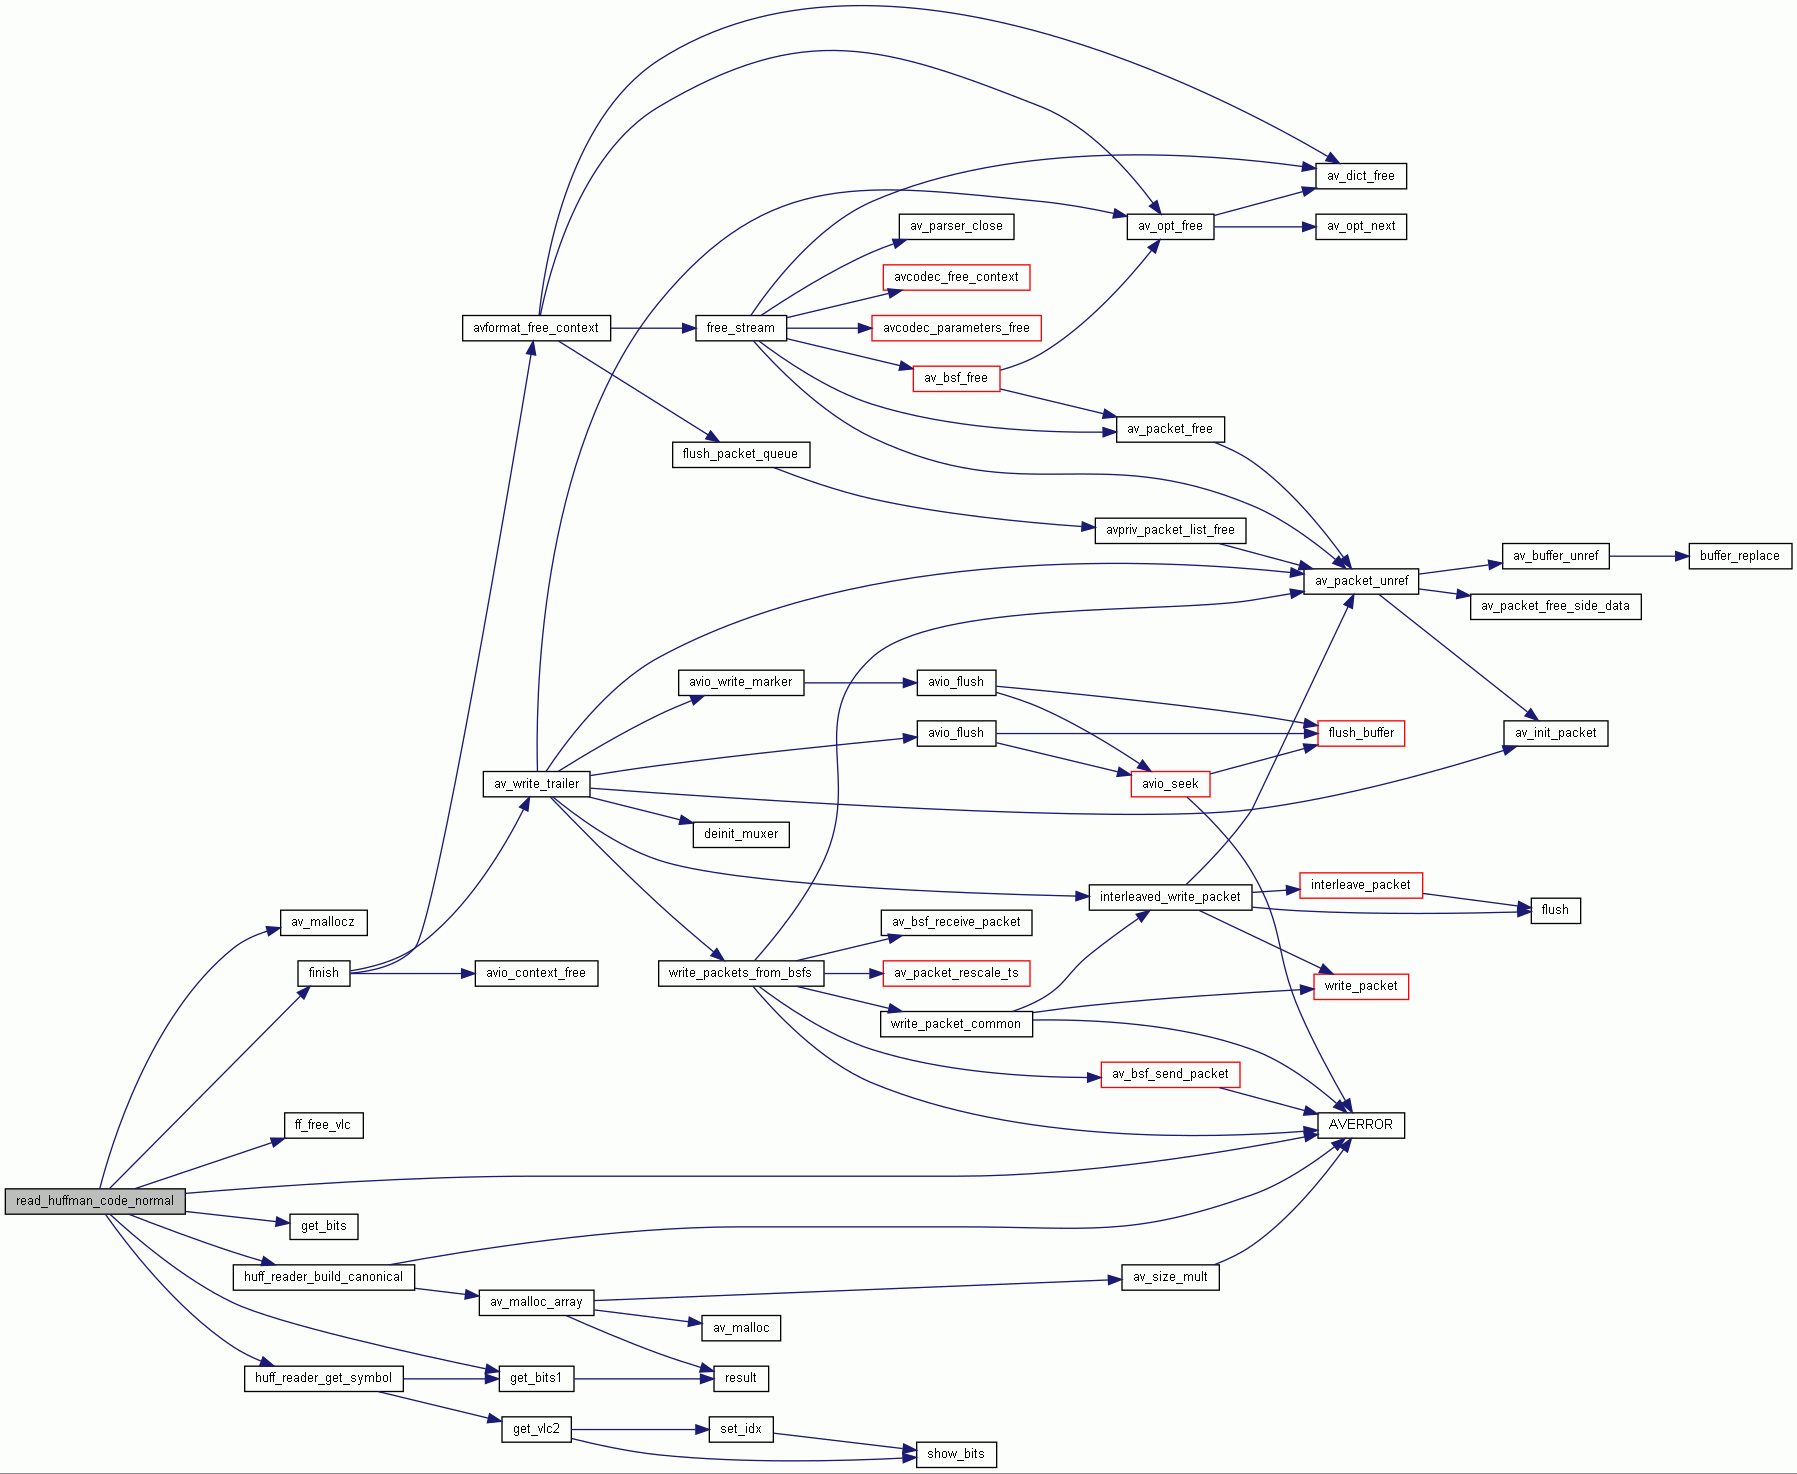 av_dict_free
av_parser_close
av_opt_free
av_opt_next
avcodec_free_context
avformat_free_context
free_stream
avcodec_parameters_free
av_bsf_free
av_packet_free
flush_packet_queue
avpriv_packet_list_free
av_buffer_unref
buffer_replace
av_packet_unref
av_packet_free_side_data
avio_write_marker
avio_flush
avio_flush
flush_buffer
av_init_packet
av_write_trailer
avio_seek
deinit_muxer
interleaved_write_packet
interleave_packet
flush
av_mallocz
av_bsf_receive_packet
finish
avio_context_free
write_packets_from_bsfs
av_packet_rescale_ts
write_packet
write_packet_common
av_bsf_send_packet
ff_free_vlc
AVERROR
read_huffman_code_normal
get_bits
huff_reader_build_canonical
av_size_mult
av_malloc_array
av_malloc
huff_reader_get_symbol
get_bits1
result
get_vlc2
set_idx
show_bits